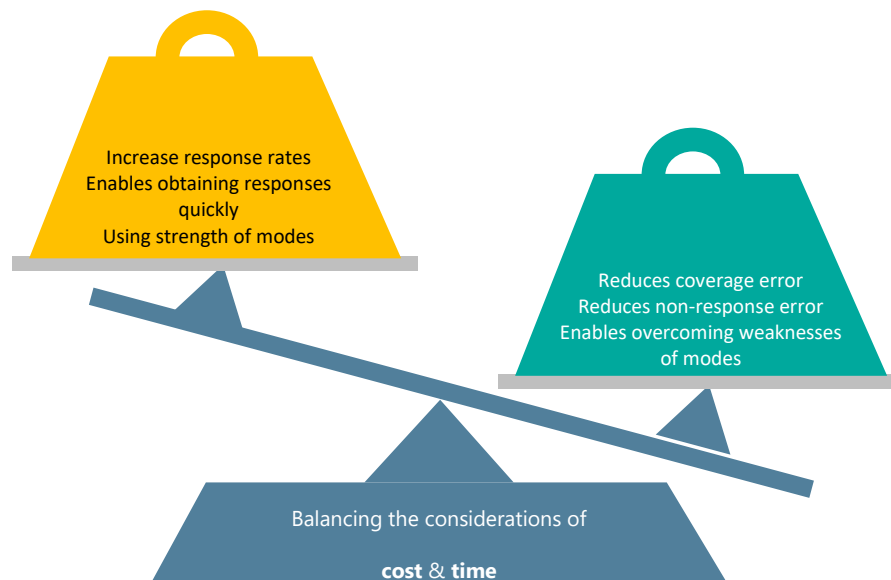 Increase response rates
Enables obtaining responses
quickly
Using strength of modes
Reduces coverage error
Reduces non-response error
Enables overcoming weaknesses
of modes
Balancing the considerations of
cost & time